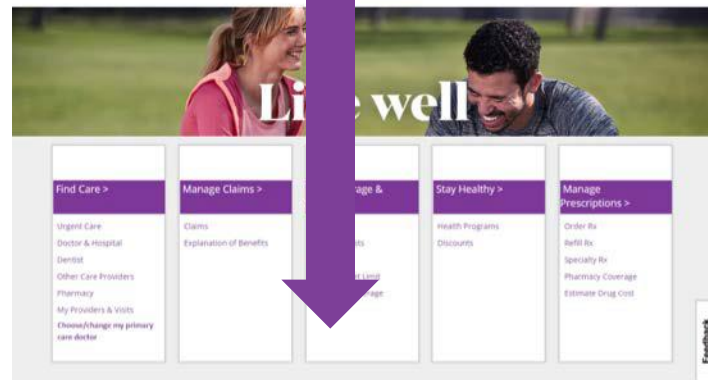 Li e well
Find Care >
Urgent Care
Doctor & Hospital
Dentist
Other Care Providers
Pharmacy
My Providers & Visits
Choose/change my primary
care doctor
Manage Claims >
Claims
Explanation of Benefits
rage &
Stay Healthy >
Health Programs
Discounts
Manage
Prescriptions >
Order Rx
Refill Rx
Specialty Rx
Pharmacy Coverage
Estimate Drug Cost
Feedback